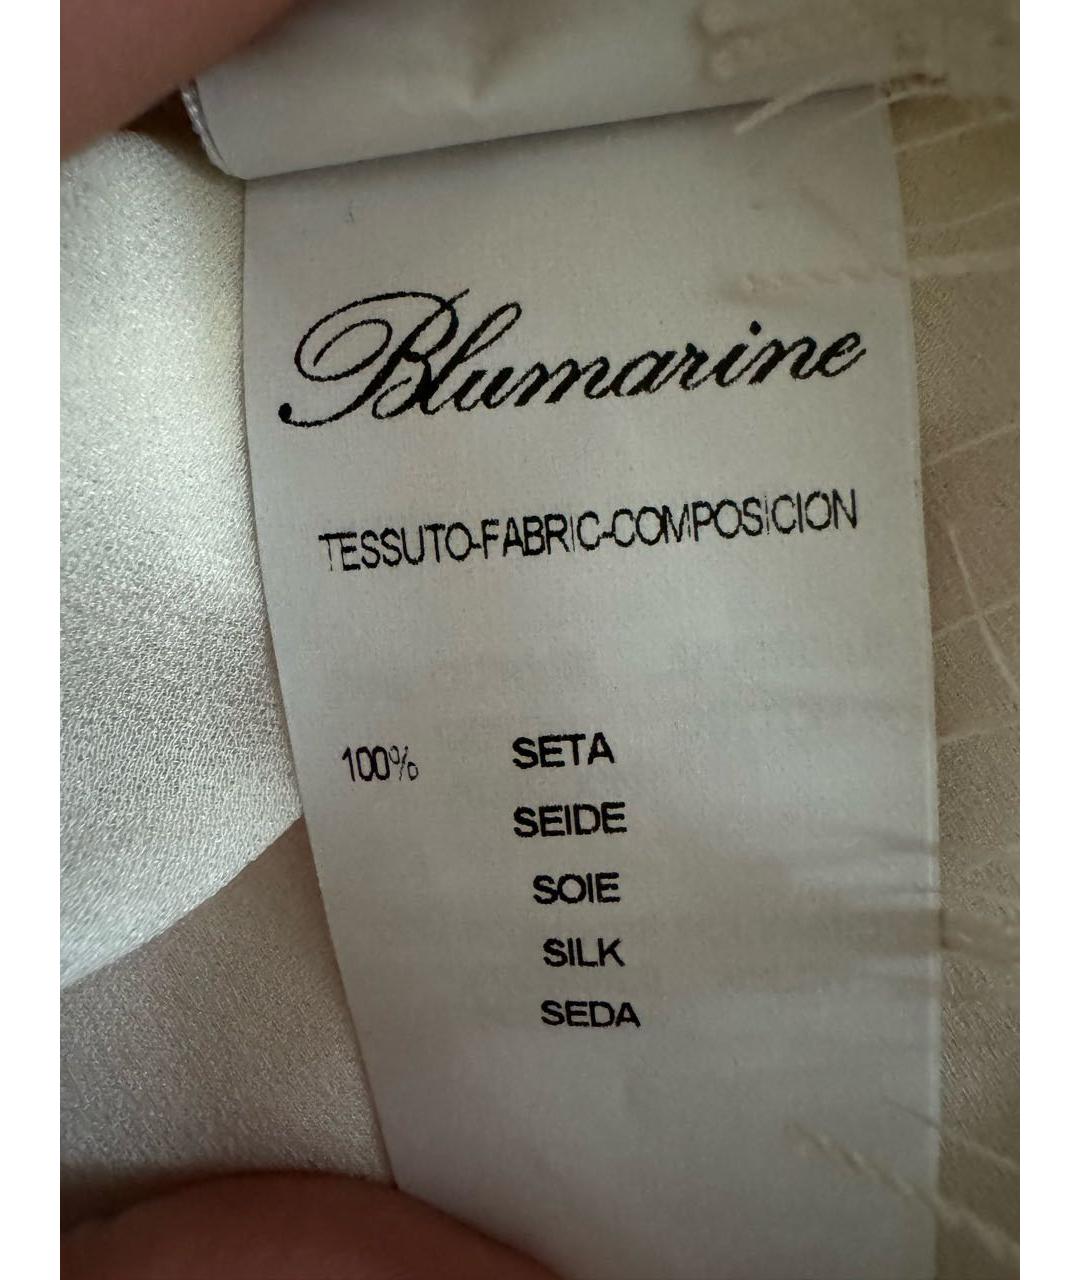 Blumarine
TESSUTO-FABRIC-COMPOSICION
100% SETA
SEIDE
SOIE
SILK
SEDA